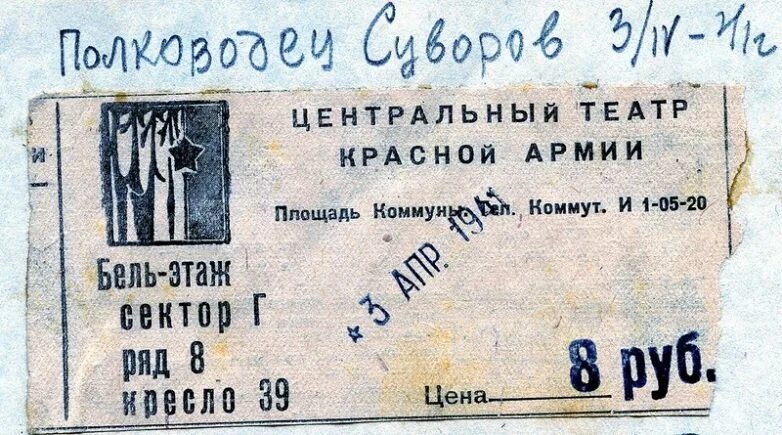 Полководец Суворов 3/IV-41г
и
ЦЕНТРАЛЬНЫЙ ТЕАТР
КРАСНОЙ АРМИИ
Площадь Коммуны, тел. Коммут. И 1-05-20
3 АПР. 1941
Бель-этаж
сектор Г
ряд 8
кресло 39
Цена 8 руб.